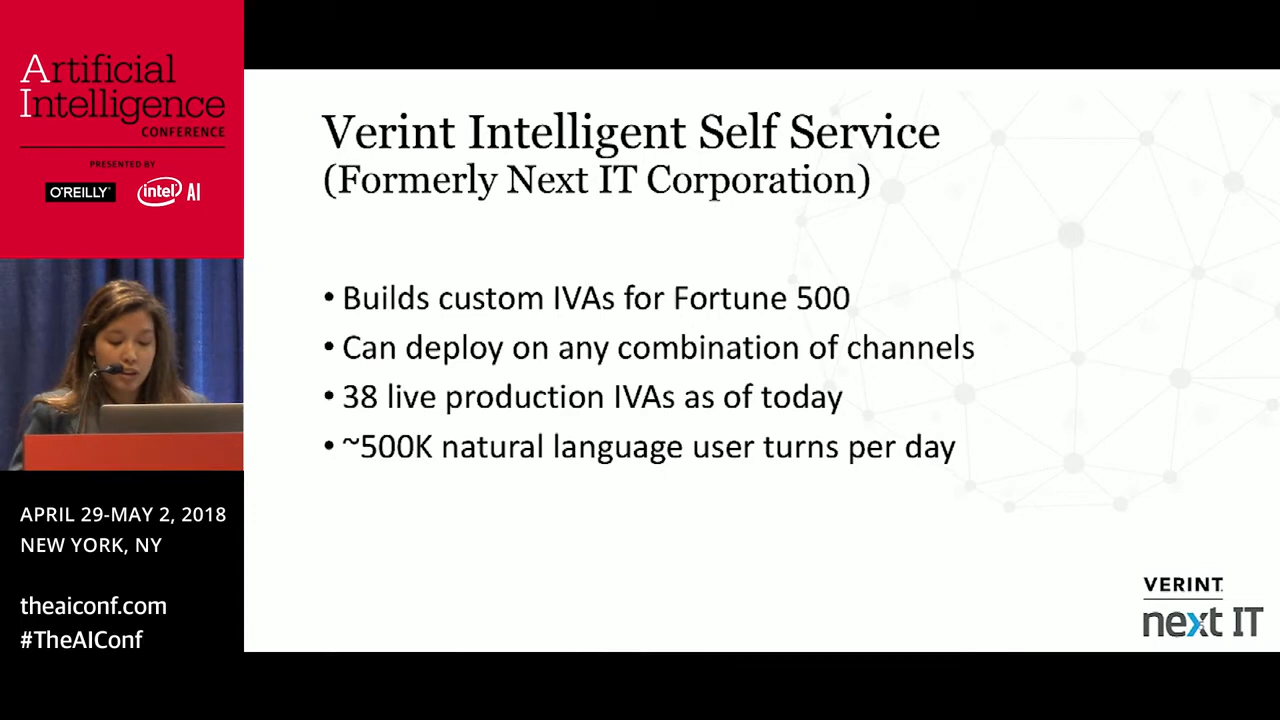 Artificial
Intelligence
CONFERENCE
PRESENTED BY
O'REILLY
intel AI
APRIL 29-MAY 2, 2018
NEW YORK, NY
theaiconf.com
#TheAIConf
Verint Intelligent Self Service
(Formerly Next IT Corporation)
• Builds custom IVAs for Fortune 500
• Can deploy on any combination of channels
• 38 live production IVAs as of today
• ~500K natural language user turns per day
VERINT
next IT